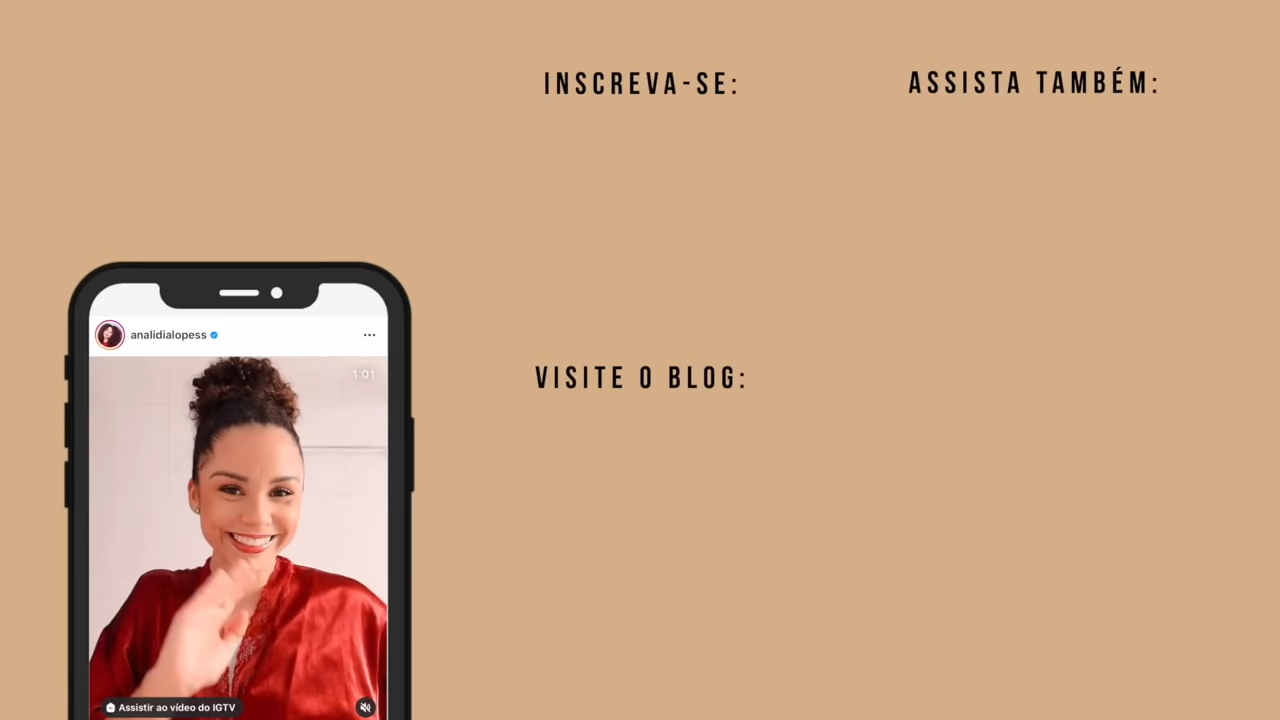 INSCREVA-SE:
ASSISTA TAMBÉM:
analidialopess
1:01
VISITE O BLOG:
Assistir ao vídeo do IGTV